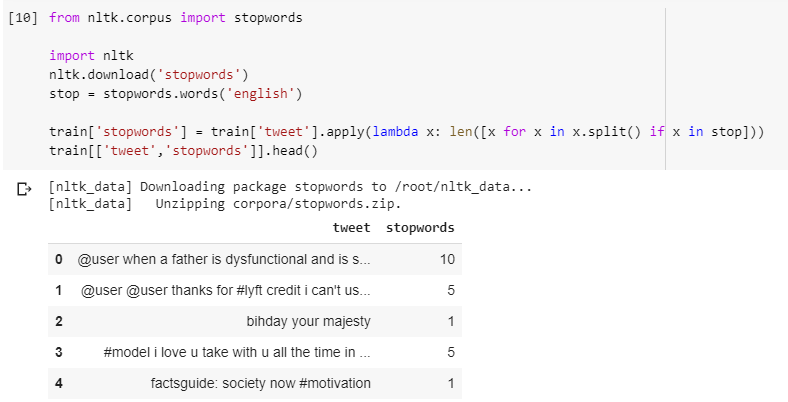 [10] from nltk.corpus import stopwords
import nltk
nltk.download('stopwords')
stop = stopwords.words('english')
train['stopwords'] = train['tweet'].apply(lambda x: len([x for x in x.split() if x in stop]))
train[['tweet','stopwords']].head()
[nltk_data] Downloading package stopwords to /root/nltk_data...
[nltk_data]   Unzipping corpora/stopwords.zip.
tweet stopwords
0 @user when a father is dysfunctional and is s... 10
1 @user @user thanks for #lyft credit i can't us... 5
2 bihday your majesty 1
3 #model i love u take with u all the time in ... 5
4 factsguide: society now #motivation 1